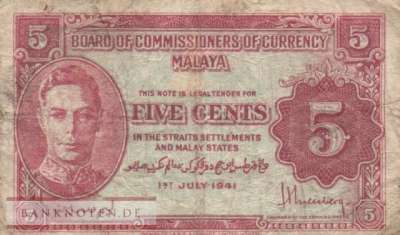 5
BOARD OF COMMISSIONERS OF CURRENCY
5
MALAYA
THIS NOTE IS LEGAL TENDER FOR
FIVE CENTS
5
IN THE STRAITS SETTLEMENTS
AND MALAY STATES
1ST JULY 1941
BANKNOTEN.DE
5
5